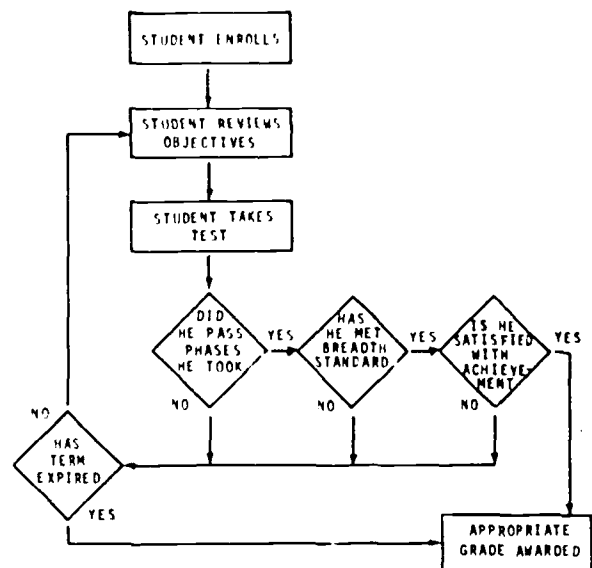 STUDENT ENROLLS
STUDENT REVIEWS
OBJECTIVES
STUDENT TAKES
TEST
DID
HE PASS
PHASES
HE TOOK
YES
NO
HAS
HE MET
BREADTH
STANDARD
YES
NO
IS HE
SATISFIED
WITH
ACHIEVE-
MENT
YES
NO
NO
HAS
TERM
EXPIRED
YES
APPROPRIATE
GRADE AWARDED